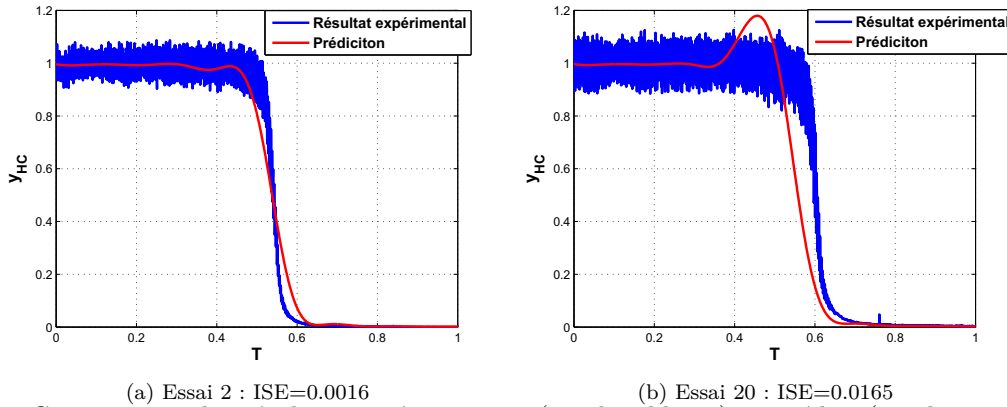 Résultat expérimental
Prédiciton
1.2
1
0.8
0.6
0.4
0.2
0
y_HC
0 0.2 0.4 0.6 0.8 1
T
(a) Essai 2 : ISE=0.0016
Résultat expérimental
Prédiciton
1.2
1
0.8
0.6
0.4
0.2
0
y_HC
0 0.2 0.4 0.6 0.8 1
T
(b) Essai 20 : ISE=0.0165